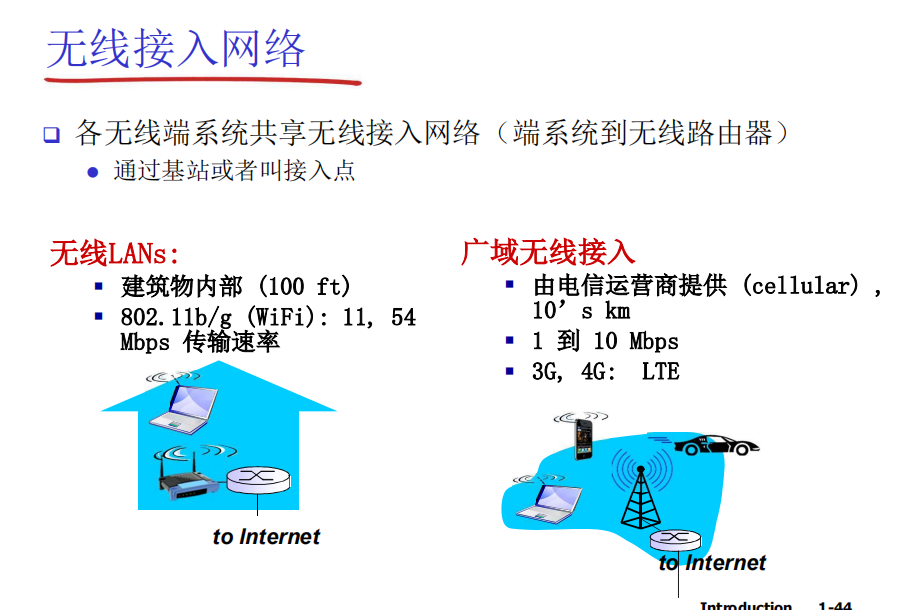 无线接入网络
各无线端系统共享无线接入网络（端系统到无线路由器）
通过基站或者叫接入点
无线LANs:
建筑物内部 (100 ft)
802.11b/g (WiFi): 11, 54
Mbps 传输速率
to Internet
广域无线接入
由电信运营商提供 (cellular) ,
10’ s km
1 到 10 Mbps
3G, 4G: LTE
to Internet
Introduction 1-44